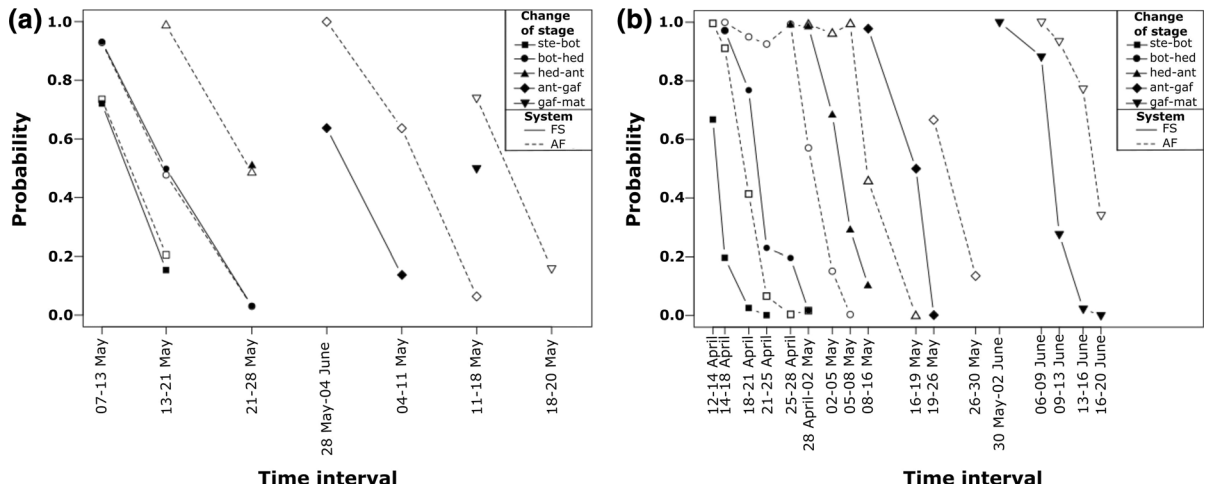 (a)
Probability
1.0
0.8
0.6
0.4
0.2
0.0
Change
of stage
ste-bot
bot-hed
hed-ant
ant-gaf
gaf-mat
System
FS
AF
07-13 May
13-21 May
21-28 May
28 May-04 June
04-11 May
11-18 May
18-20 May
Time interval
(b)
Probability
1.0
0.8
0.6
0.4
0.2
0.0
Change
of stage
ste-bot
bot-hed
hed-ant
ant-gaf
gaf-mat
System
FS
AF
12-14 April
14-18 April
18-21 April
21-25 April
25-28 April
28 April-02 May
02-05 May
05-08 May
08-16 May
16-19 May
19-26 May
26-30 May
30 May-02 June
06-09 June
09-13 June
13-16 June
16-20 June
Time interval